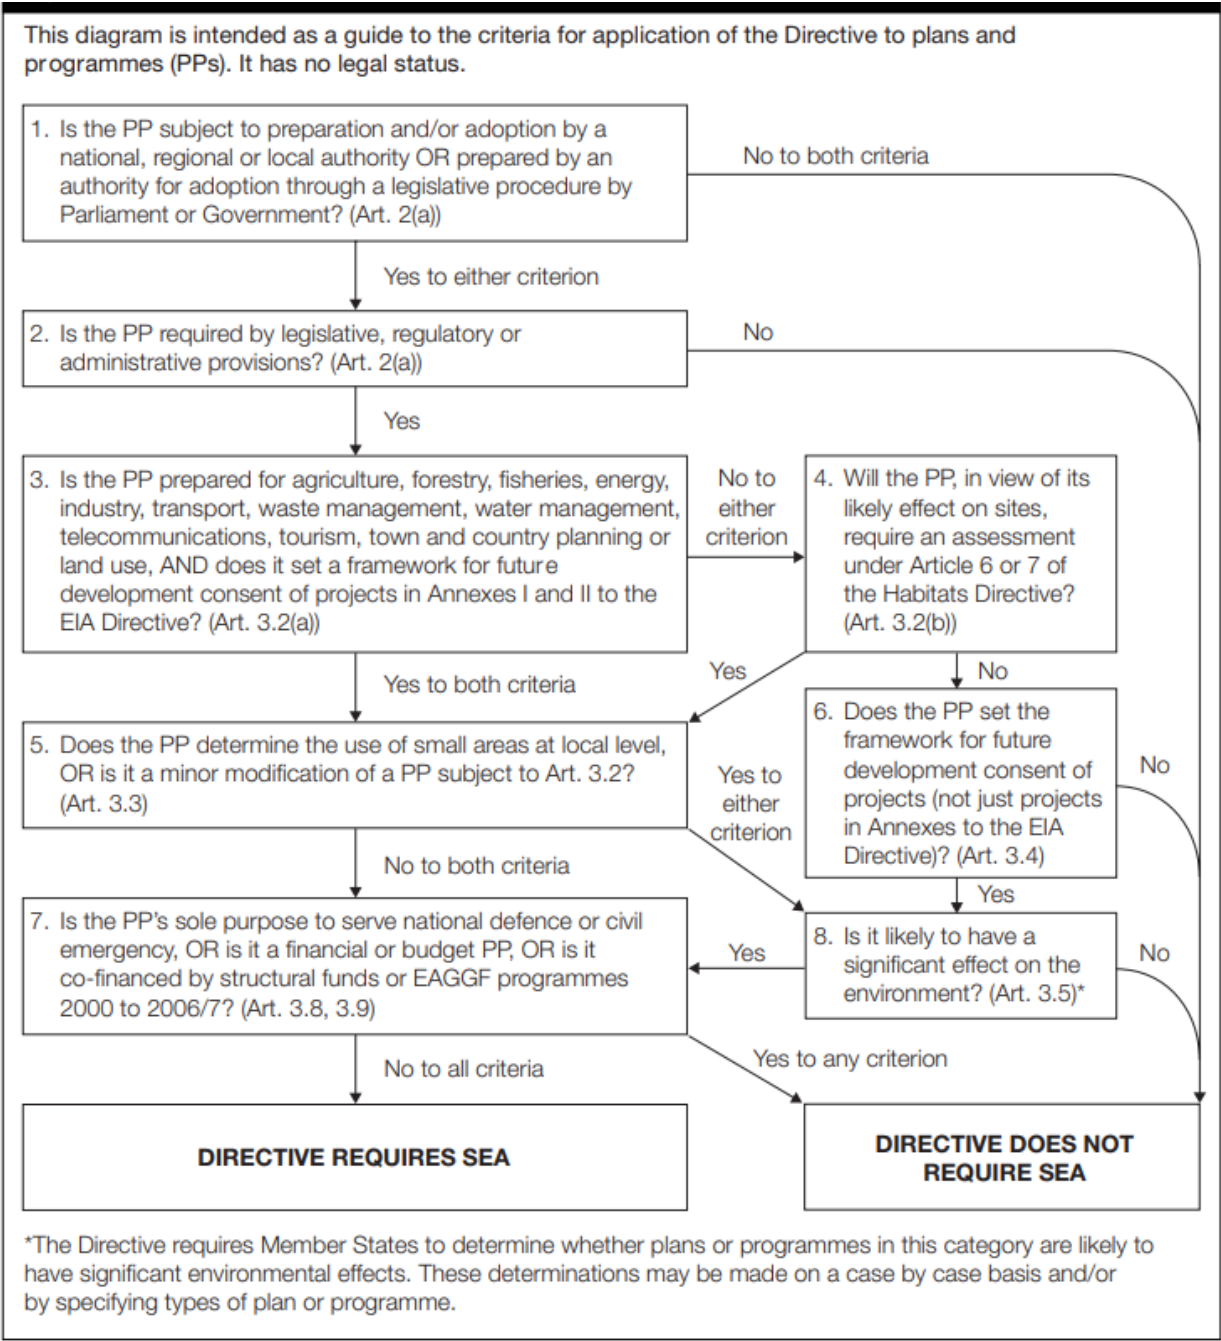 This diagram is intended as a guide to the criteria for application of the Directive to plans and
programmes (PPs). It has no legal status.
1. Is the PP subject to preparation and/or adoption by a
national, regional or local authority OR prepared by an
authority for adoption through a legislative procedure by
Parliament or Government? (Art. 2(a))
No to both criteria
Yes to either criterion
2. Is the PP required by legislative, regulatory or
administrative provisions? (Art. 2(a))
No
Yes
3. Is the PP prepared for agriculture, forestry, fisheries, energy,
industry, transport, waste management, water management,
telecommunications, tourism, town and country planning or
land use, AND does it set a framework for future
development consent of projects in Annexes I and II to the
EIA Directive? (Art. 3.2(a))
No to
either
criterion
4. Will the PP, in view of its
likely effect on sites,
require an assessment
under Article 6 or 7 of
the Habitats Directive?
(Art. 3.2(b))
Yes to both criteria
Yes
No
5. Does the PP determine the use of small areas at local level,
OR is it a minor modification of a PP subject to Art. 3.2?
(Art. 3.3)
Yes to
either
criterion
6. Does the PP set the
framework for future
development consent of
projects (not just projects
in Annexes to the EIA
Directive)? (Art. 3.4)
No
No to both criteria
Yes
7. Is the PP's sole purpose to serve national defence or civil
emergency, OR is it a financial or budget PP, OR is it
co-financed by structural funds or EAGGF programmes
2000 to 2006/7? (Art. 3.8, 3.9)
Yes
8. Is it likely to have a
significant effect on the
environment? (Art. 3.5)*
No
No to all criteria
Yes to any criterion
DIRECTIVE REQUIRES SEA
DIRECTIVE DOES NOT
REQUIRE SEA
*The Directive requires Member States to determine whether plans or programmes in this category are likely to
have significant environmental effects. These determinations may be made on a case by case basis and/or
by specifying types of plan or programme.